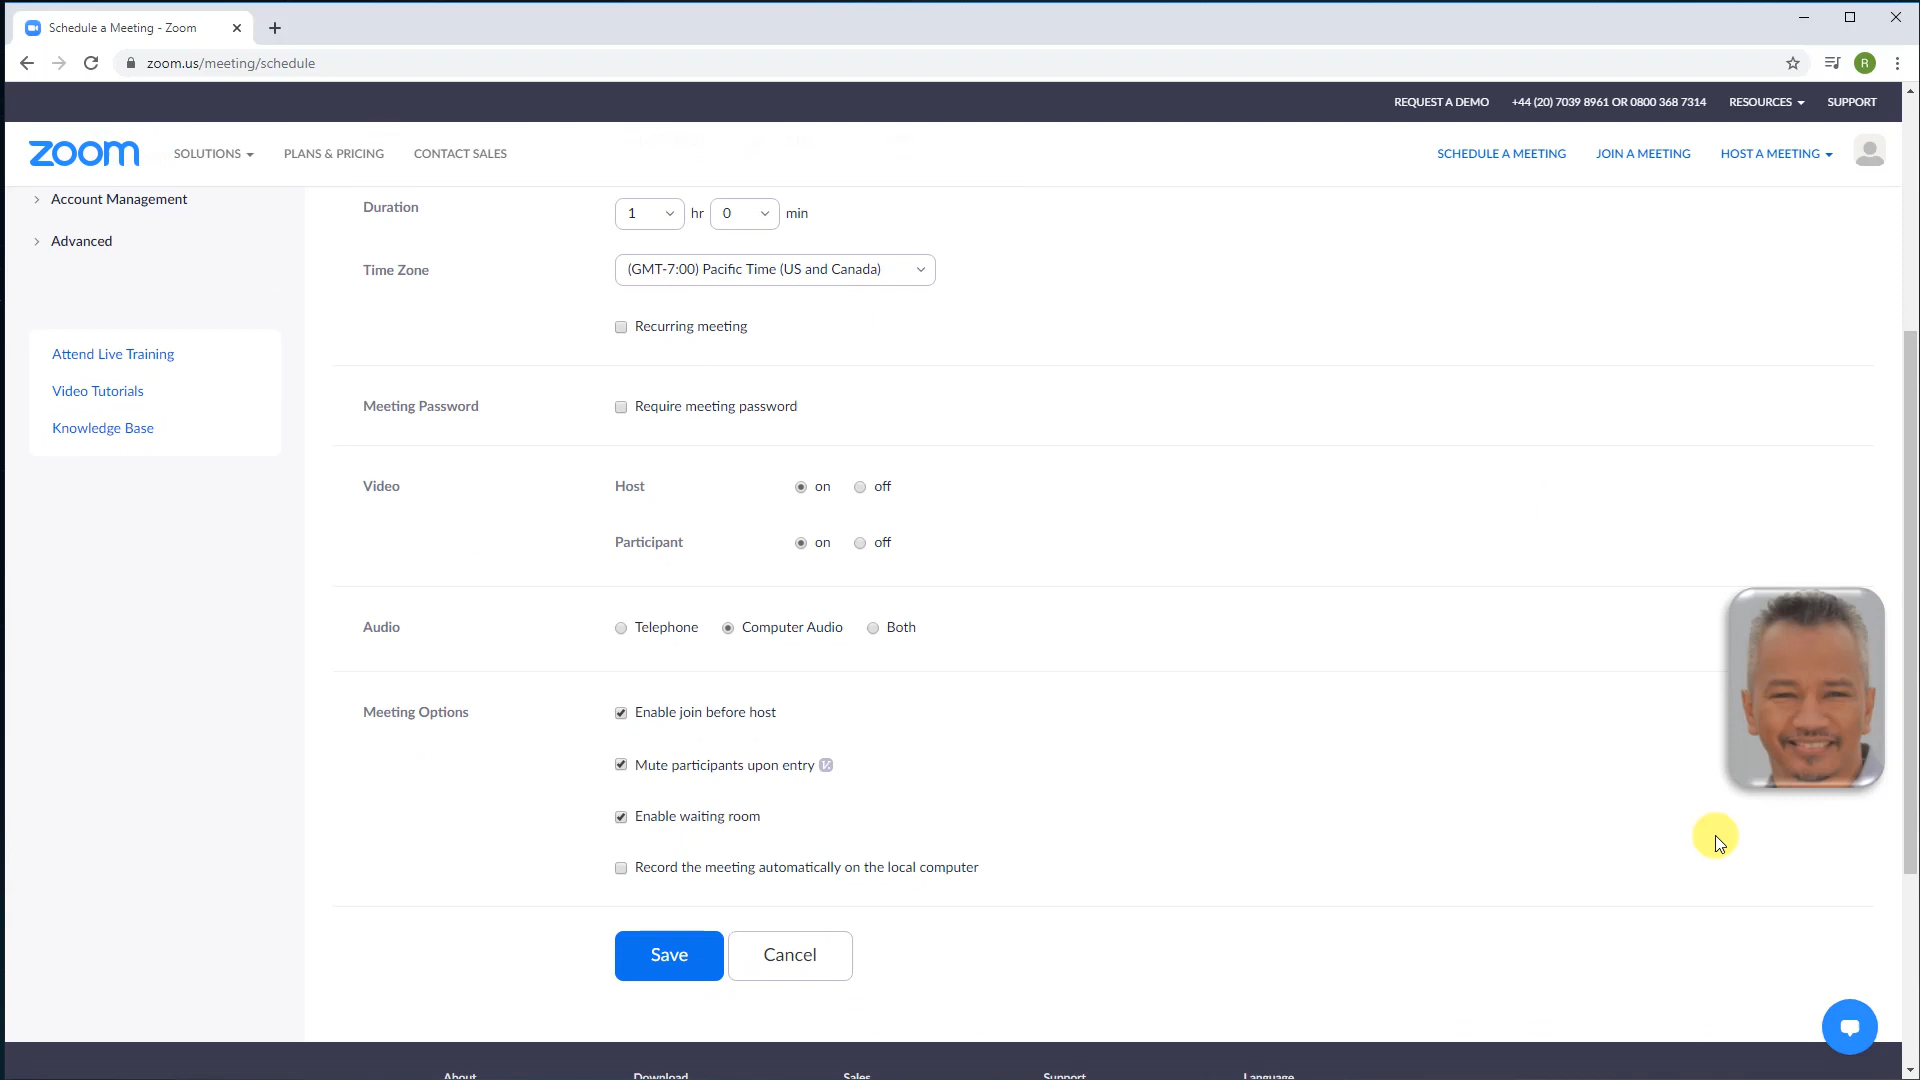 Schedule a Meeting - Zoom
zoom.us/meeting/schedule
R
REQUEST A DEMO +44 (20) 7039 8961 OR 0800 368 7314 RESOURCES SUPPORT
zoom SOLUTIONS PLANS & PRICING CONTACT SALES SCHEDULE A MEETING JOIN A MEETING HOST A MEETING
Account Management
Advanced
Attend Live Training
Video Tutorials
Knowledge Base
Duration 1 hr 0 min
Time Zone (GMT-7:00) Pacific Time (US and Canada)
Recurring meeting
Meeting Password Require meeting password
Video Host on off
Participant on off
Audio Telephone Computer Audio Both
Meeting Options Enable join before host
Mute participants upon entry
Enable waiting room
Record the meeting automatically on the local computer
Save Cancel
About Download Sales Support Language